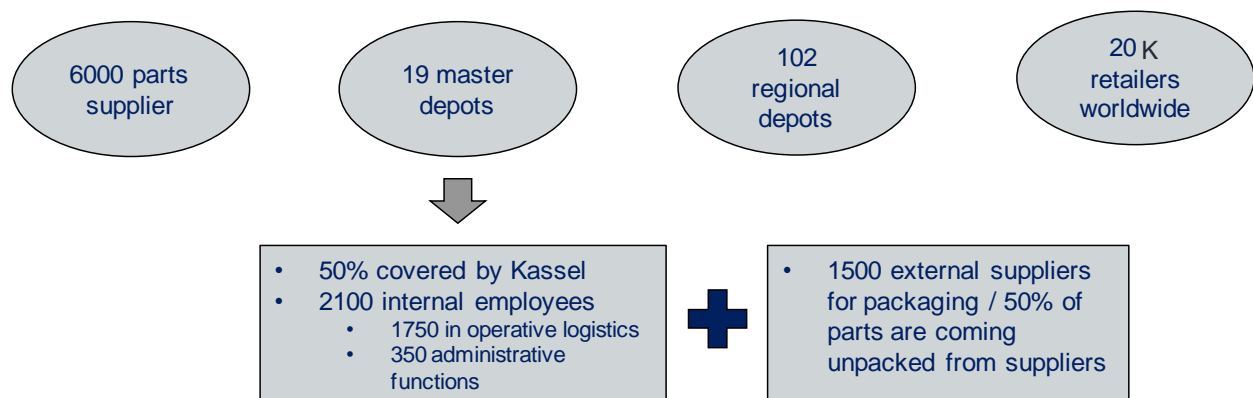 6000 parts
supplier
19 master
depots
102
regional
depots
20 K
retailers
worldwide
• 50% covered by Kassel
• 2100 internal employees
• 1750 in operative logistics
• 350 administrative
functions
• 1500 external suppliers
for packaging / 50% of
parts are coming
unpacked from suppliers